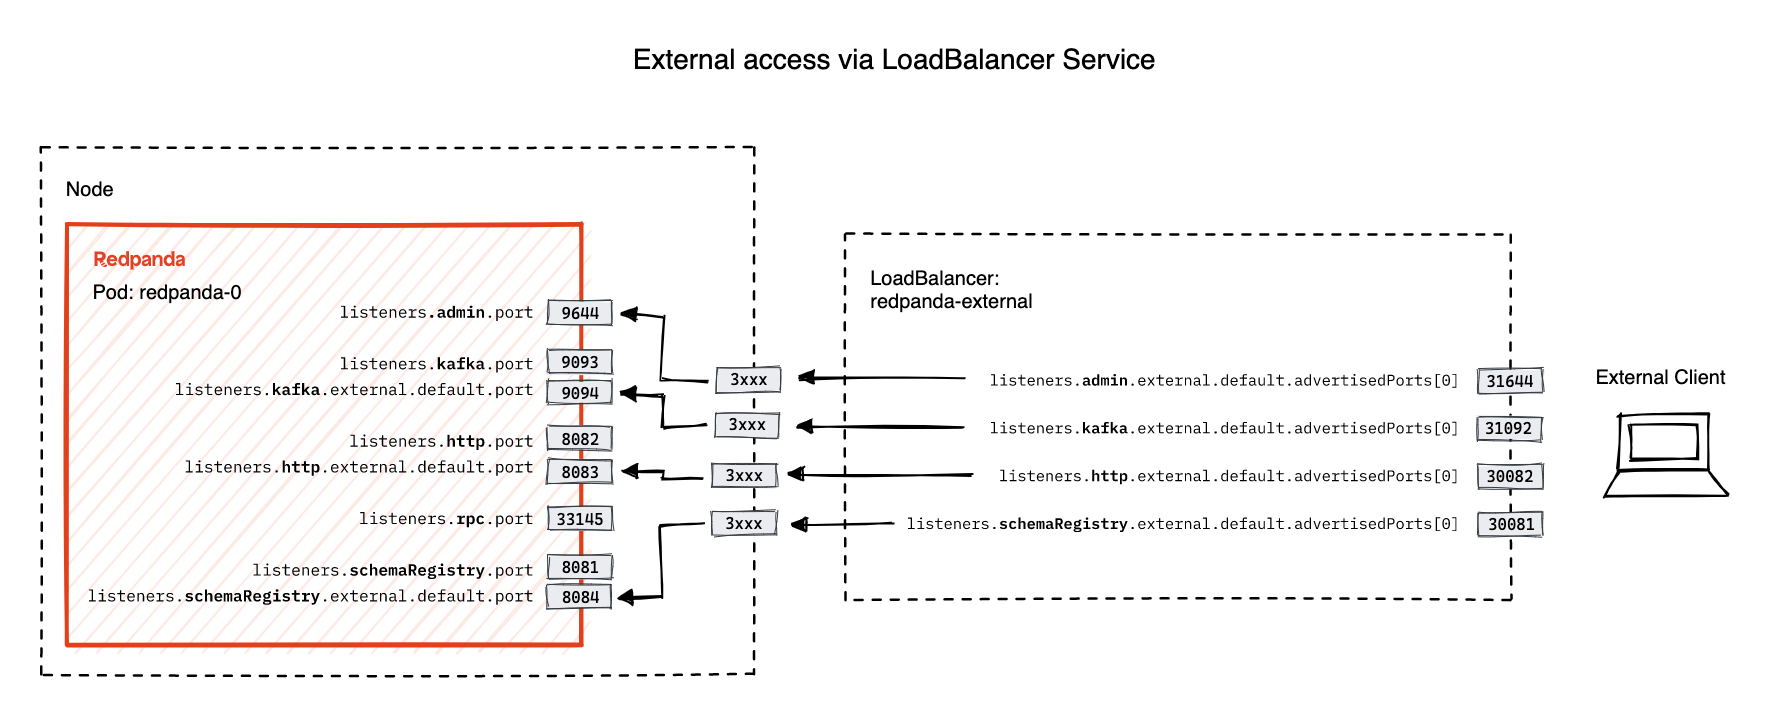 External access via LoadBalancer Service
Node
Redpanda
Pod: redpanda-0
listeners.admin.port 9644
listeners.kafka.port 9093
listeners.kafka.external.default.port 9094
listeners.http.port 8082
listeners.http.external.default.port 8083
listeners.rpc.port 33145
listeners.schemaRegistry.port 8081
listeners.schemaRegistry.external.default.port 8084
3xxx
3xxx
3xxx
3xxx
LoadBalancer:
redpanda-external
listeners.admin.external.default.advertisedPorts[0] 31644
listeners.kafka.external.default.advertisedPorts[0] 31092
listeners.http.external.default.advertisedPorts[0] 30082
listeners.schemaRegistry.external.default.advertisedPorts[0] 30081
External Client